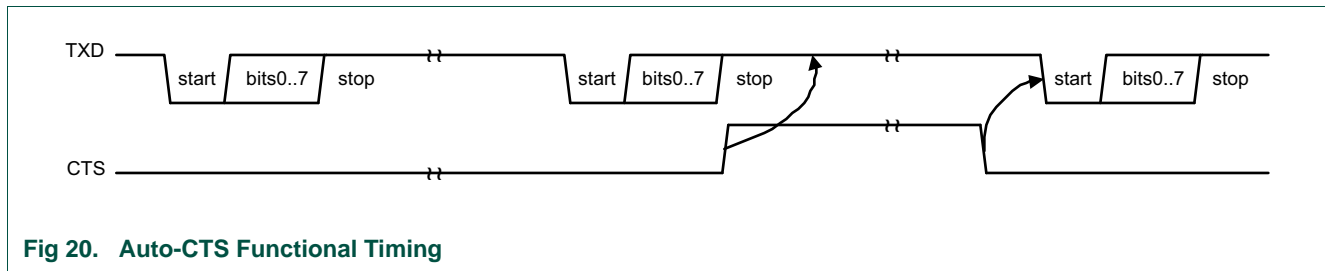 TXD start bits0..7 stop start bits0..7 stop start bits0..7 stop
CTS
Fig 20. Auto-CTS Functional Timing